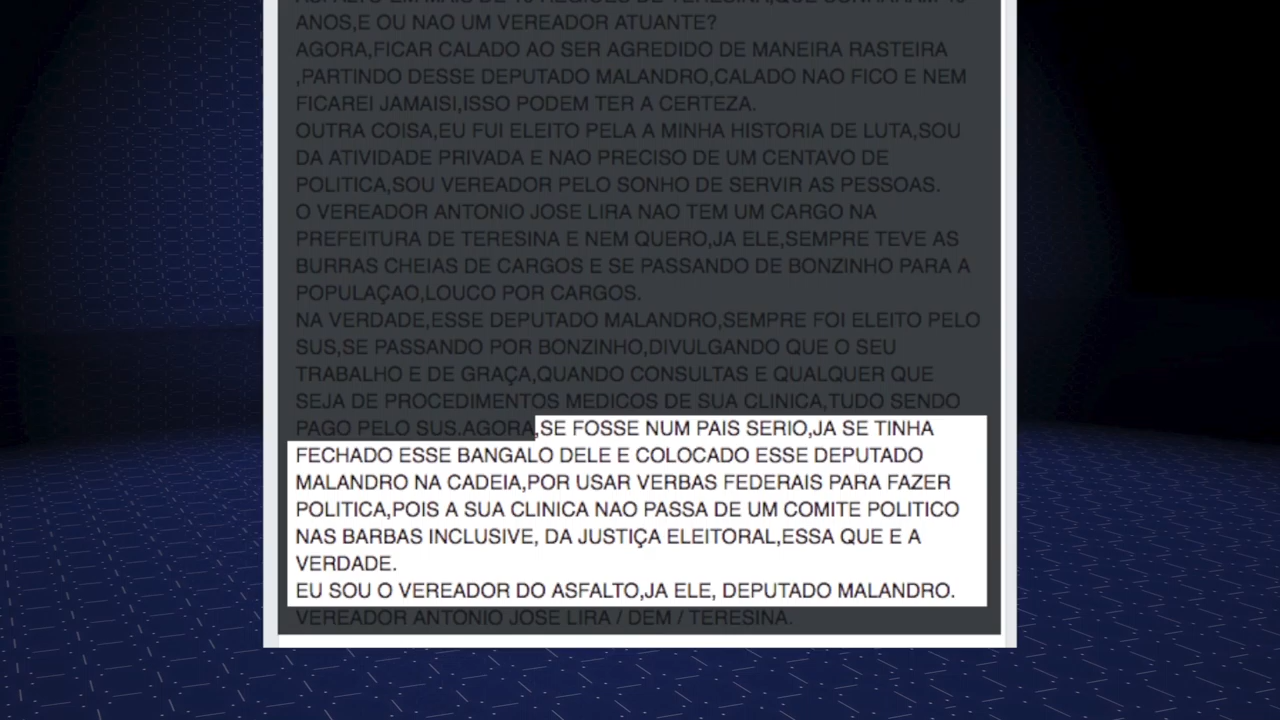 ANOS,E OU NAO UM VEREADOR ATUANTE?
AGORA,FICAR CALADO AO SER AGREDIDO DE MANEIRA RASTEIRA
,PARTINDO DESSE DEPUTADO MALANDRO,CALADO NAO FICO E NEM
FICAREI JAMAISI,ISSO PODEM TER A CERTEZA.
OUTRA COISA,EU FUI ELEITO PELA A MINHA HISTORIA DE LUTA,SOU
DA ATIVIDADE PRIVADA E NAO PRECISO DE UM CENTAVO DE
POLITICA,SOU VEREADOR PELO SONHO DE SERVIR AS PESSOAS.
O VEREADOR ANTONIO JOSE LIRA NAO TEM UM CARGO NA
PREFEITURA DE TERESINA E NEM QUERO,JA ELE,SEMPRE TEVE AS
BURRAS CHEIAS DE CARGOS E SE PASSANDO DE BONZINHO PARA A
POPULAÇAO,LOUCO POR CARGOS.
NA VERDADE,ESSE DEPUTADO MALANDRO,SEMPRE FOI ELEITO PELO
SUS,SE PASSANDO POR BONZINHO,DIVULGANDO QUE O SEU
TRABALHO E DE GRAÇA,QUANDO CONSULTAS E QUALQUER QUE
SEJA DE PROCEDIMENTOS MEDICOS DE SUA CLINICA,TUDO SENDO
PAGO PELO SUS.AGORA,SE FOSSE NUM PAIS SERIO,JA SE TINHA
FECHADO ESSE BANGALO DELE E COLOCADO ESSE DEPUTADO
MALANDRO NA CADEIA,POR USAR VERBAS FEDERAIS PARA FAZER
POLITICA,POIS A SUA CLINICA NAO PASSA DE UM COMITE POLITICO
NAS BARBAS INCLUSIVE, DA JUSTIÇA ELEITORAL,ESSA QUE E A
VERDADE.
EU SOU O VEREADOR DO ASFALTO,JA ELE, DEPUTADO MALANDRO.
VEREADOR ANTONIO JOSE LIRA / DEM / TERESINA.